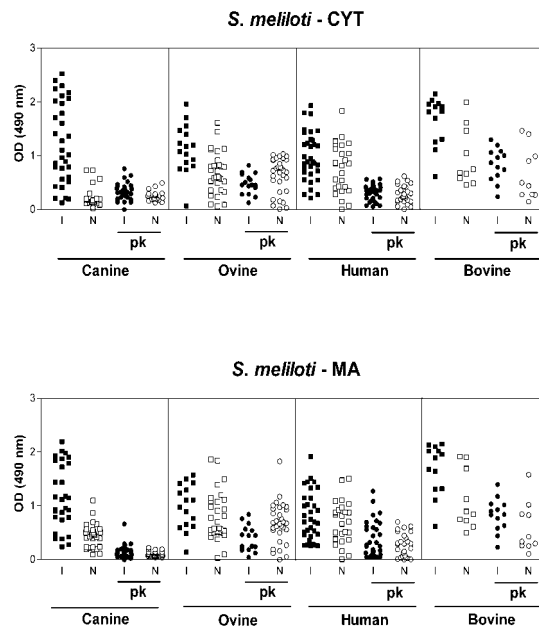 S. meliloti - CYT
3
2
1
0
OD (490 nm)
I N I N I N I N I N I N I N I N
pk pk pk pk
Canine Ovine Human Bovine
S. meliloti - MA
3
2
1
0
OD (490 nm)
I N I N I N I N I N I N I N I N
pk pk pk pk
Canine Ovine Human Bovine